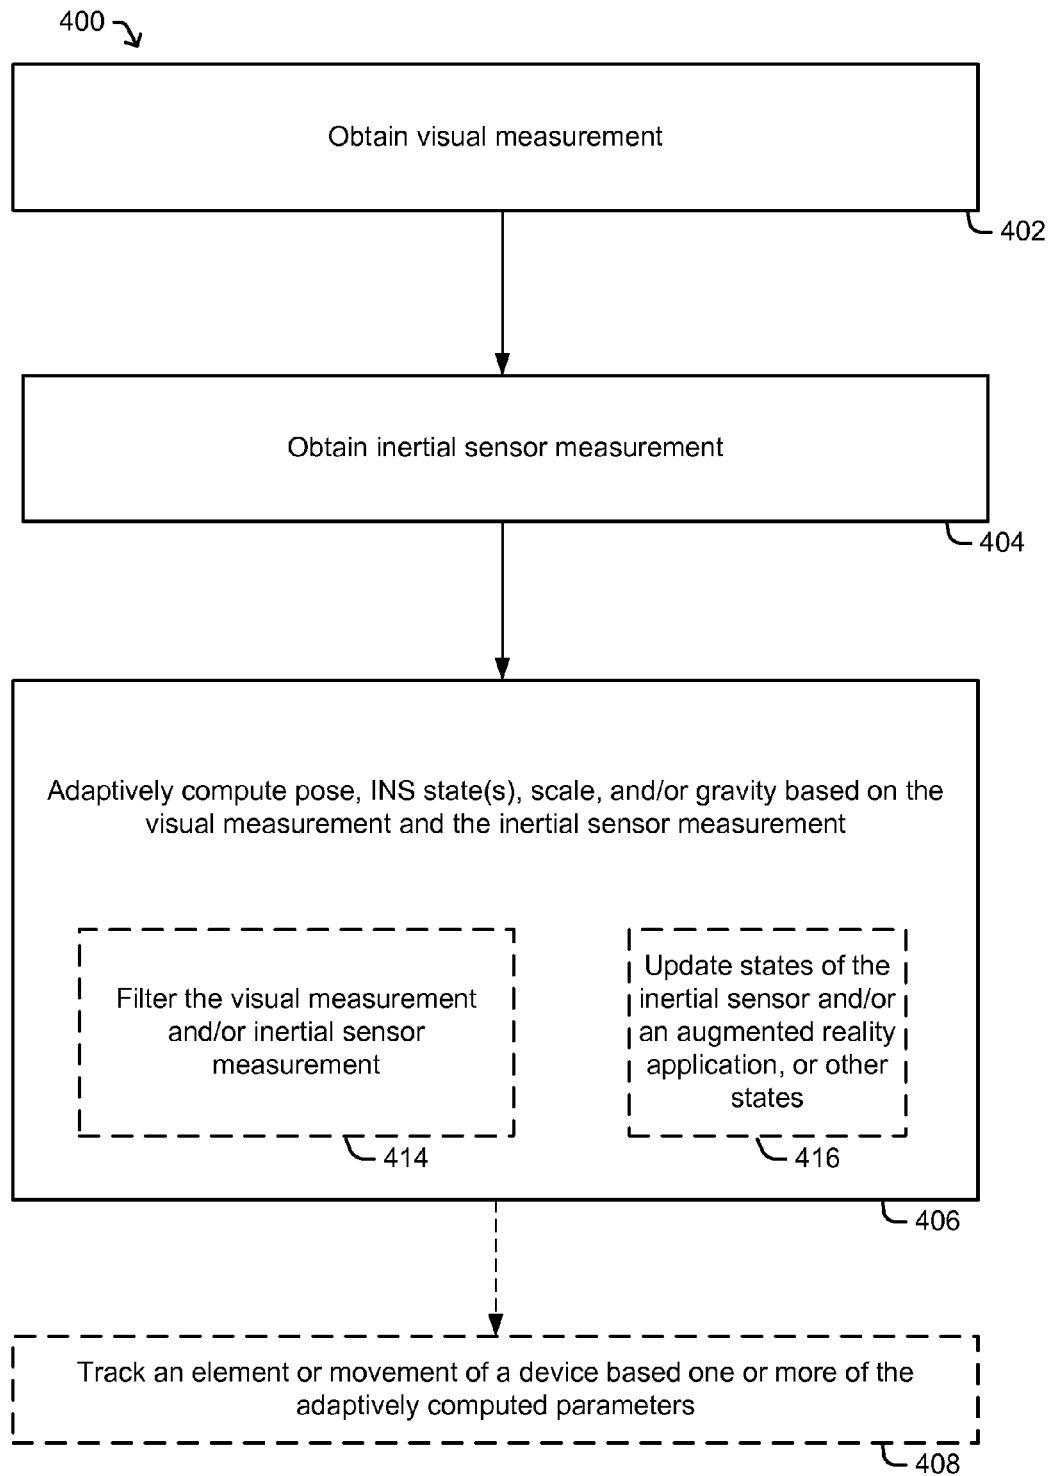 400
Obtain visual measurement
402
Obtain inertial sensor measurement
404
Adaptively compute pose, INS state(s), scale, and/or gravity based on the
visual measurement and the inertial sensor measurement
Filter the visual measurement
and/or inertial sensor
measurement
414
Update states of the
inertial sensor and/or
an augmented reality
application, or other
states
416
406
Track an element or movement of a device based one or more of the
adaptively computed parameters
408